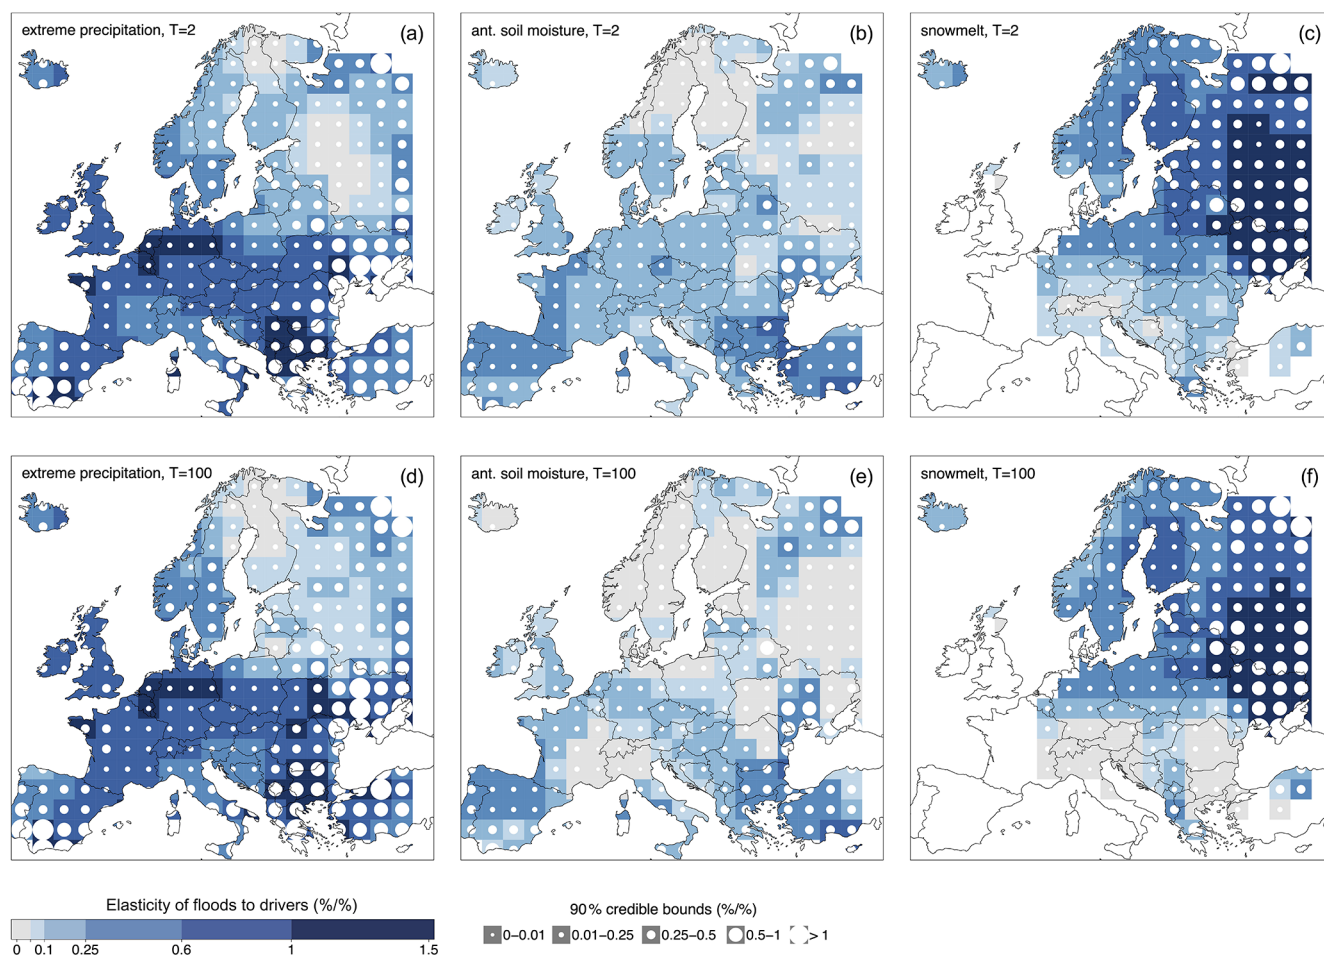 extreme precipitation, T=2 (a)
ant. soil moisture, T=2 (b)
snowmelt, T=2 (c)
extreme precipitation, T=100 (d)
ant. soil moisture, T=100 (e)
snowmelt, T=100 (f)
Elasticity of floods to drivers (%/%)
0 0.1 0.25 0.6 1 1.5
90% credible bounds (%/%)
0–0.01 0.01–0.25 0.25–0.5 0.5–1 > 1